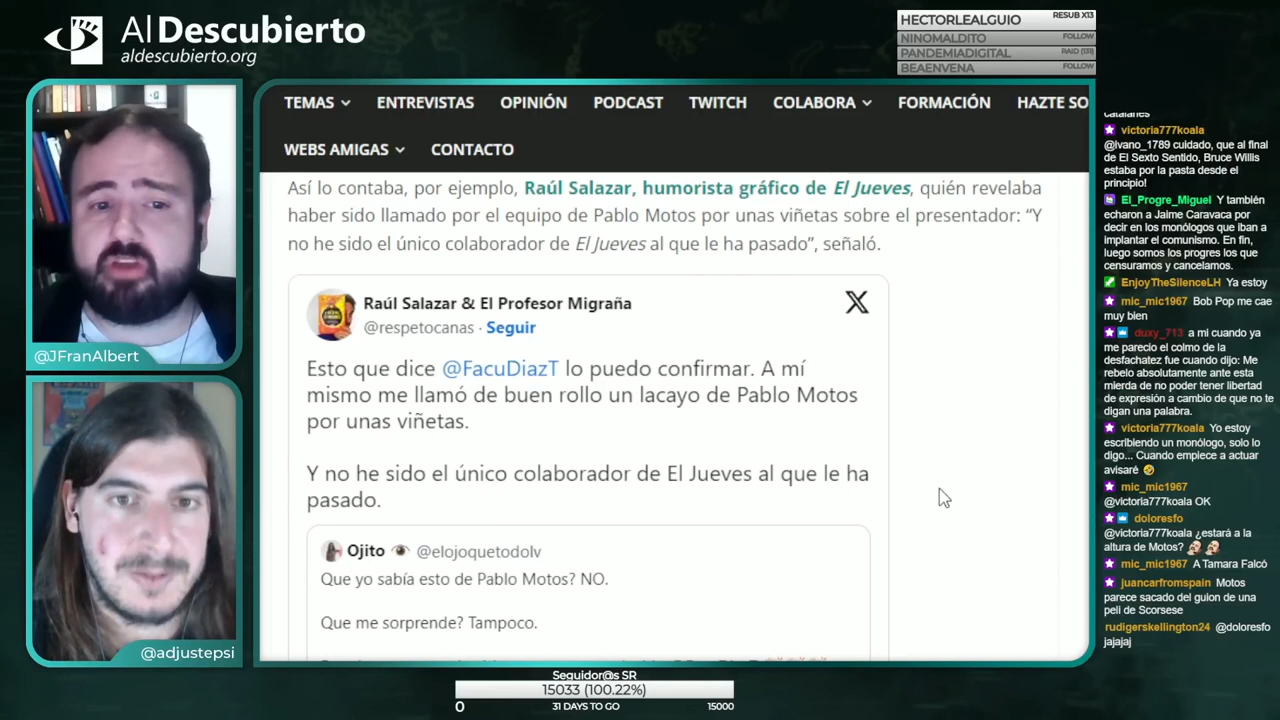 Al Descubierto
aldescubierto.org
HECTORLEALGUIO RESUB X13
NINOMALDITO FOLLOW
PANDEMIADIGITAL RAID (131)
BEAENVENA FOLLOW
@JFranAlbert
@adjustepsi
TEMAS ENTREVISTAS OPINIÓN PODCAST TWITCH COLABORA FORMACIÓN HAZTE SO
WEBS AMIGAS CONTACTO
Así lo contaba, por ejemplo, Raúl Salazar, humorista gráfico de El Jueves, quién revelaba
haber sido llamado por el equipo de Pablo Motos por unas viñetas sobre el presentador: “Y
no he sido el único colaborador de El Jueves al que le ha pasado”, señaló.
Raúl Salazar & El Profesor Migraña
@respetocanas · Seguir
Esto que dice @FacuDiazT lo puedo confirmar. A mí
mismo me llamó de buen rollo un lacayo de Pablo Motos
por unas viñetas.
Y no he sido el único colaborador de El Jueves al que le ha
pasado.
Ojito @elojoquetodolv
Que yo sabía esto de Pablo Motos? NO.
Que me sorprende? Tampoco.
catalanes
victoria777koala
@Ivano_1789 cuidado, que al final
de El Sexto Sentido, Bruce Willis
estaba por la pasta desde el
principio!
El_Progre_Miguel Y también
echaron a Jaime Caravaca por
decir en los monólogos que iban a
implantar el comunismo. En fin,
luego somos los progres los que
censuramos y cancelamos.
EnjoyTheSilenceLH Ya estoy
mic_mic1967 Bob Pop me cae
muy bien
duxy_713 a mi cuando ya
me parecio el colmo de la
desfachatez fue cuando dijo: Me
rebelo absolutamente ante esta
mierda de no poder tener libertad
de expresión a cambio de que no te
digan una palabra.
victoria777koala Yo estoy
escribiendo un monólogo, solo lo
digo... Cuando empiece a actuar
avisaré
mic_mic1967
@victoria777koala OK
doloresfo
@victoria777koala ¿estará a la
altura de Motos?
mic_mic1967 A Tamara Falcó
juancarfromspain Motos
parece sacado del guion de una
peli de Scorsese
rudigerskellington24 @doloresfo
jajajaj
Seguidor@s SR
15033 (100.22%)
0 31 DAYS TO GO 15000